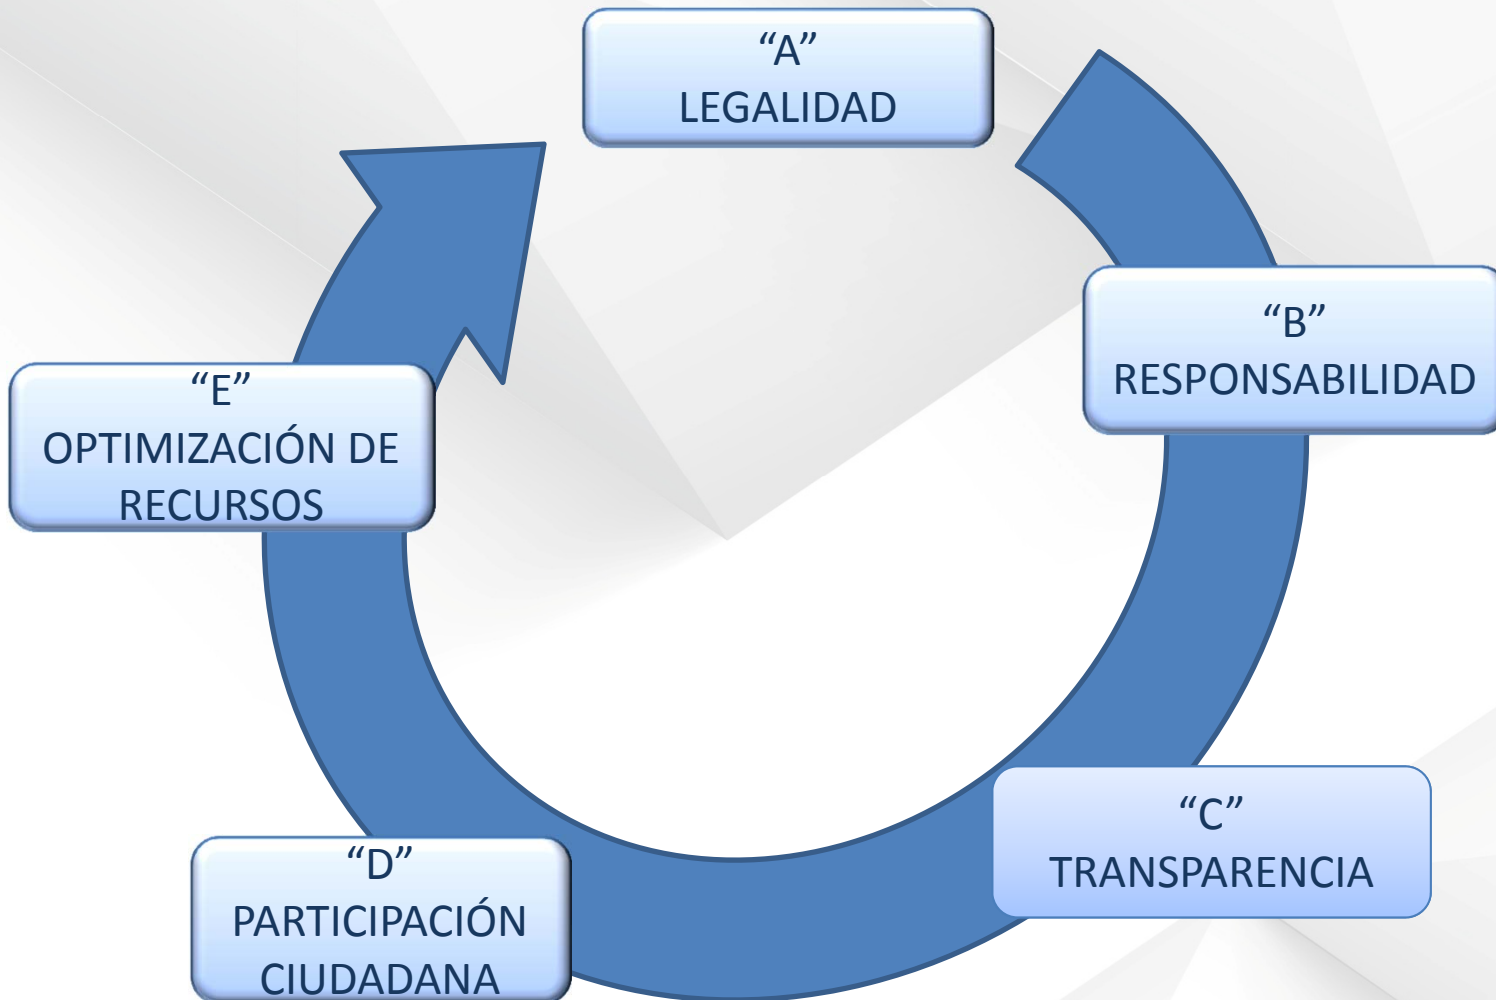 “A”
LEGALIDAD
“B”
RESPONSABILIDAD
“C”
TRANSPARENCIA
“D”
PARTICIPACIÓN
CIUDADANA
“E”
OPTIMIZACIÓN DE
RECURSOS